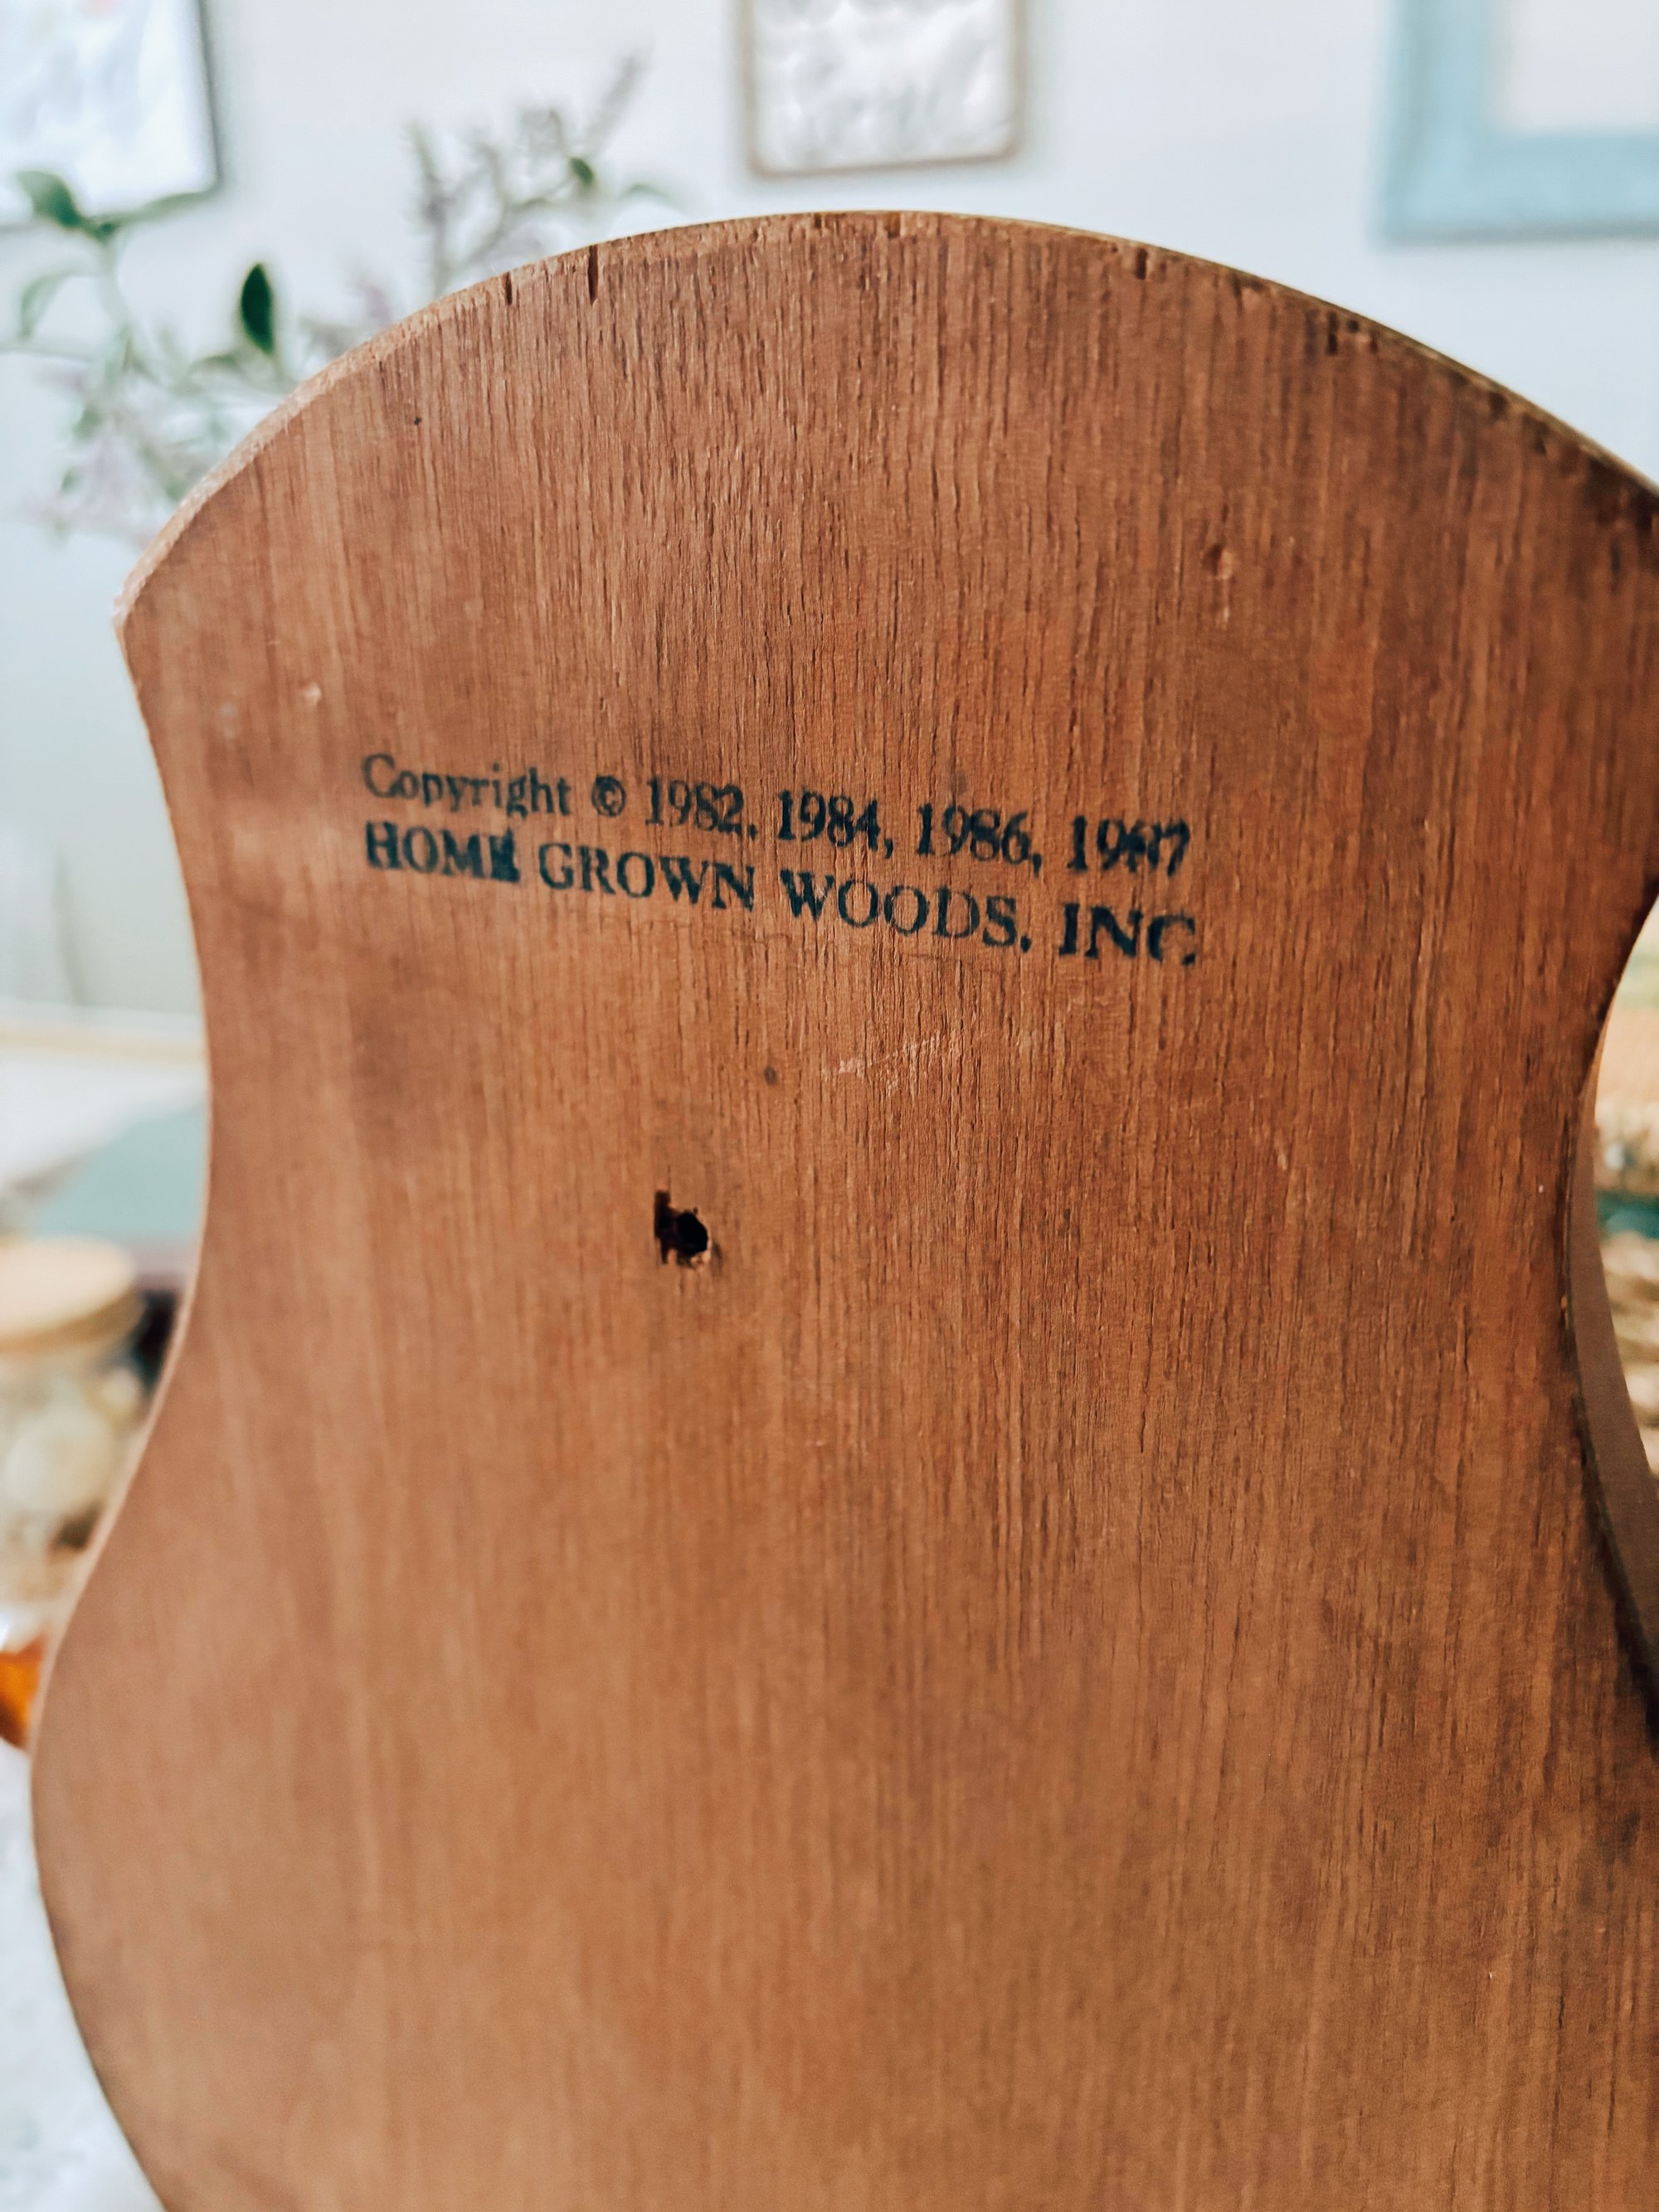 Copyright © 1982, 1984, 1986, 1987
HOME GROWN WOODS, INC.